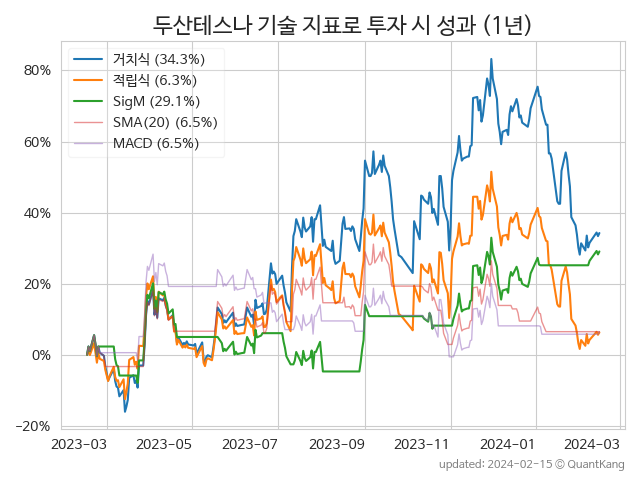 두산테스나 기술 지표로 투자 시 성과 (1년)
거치식 (34.3%)
적립식 (6.3%)
SigM (29.1%)
SMA(20) (6.5%)
MACD (6.5%)
80%
60%
40%
20%
0%
−20%
2023-03 2023-05 2023-07 2023-09 2023-11 2024-01 2024-03
updated: 2024-02-15 © QuantKang